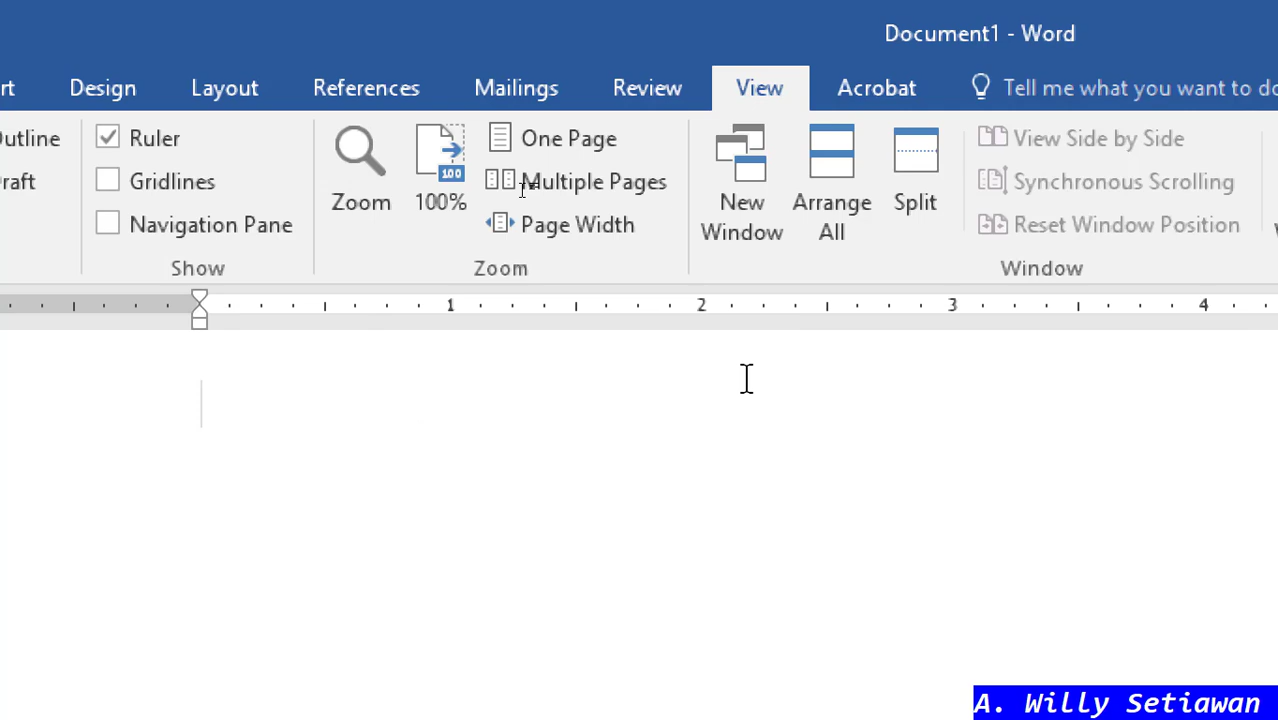 Document1 - Word
rt Design Layout References Mailings Review View Acrobat Tell me what you want to do
Outline
raft
Ruler
Gridlines
Navigation Pane
Show
Zoom
100
100%
One Page
Multiple Pages
Page Width
Zoom
New Window
Arrange All
Split
View Side by Side
Synchronous Scrolling
Reset Window Position
Window
1 2 3 4
A. Willy Setiawan